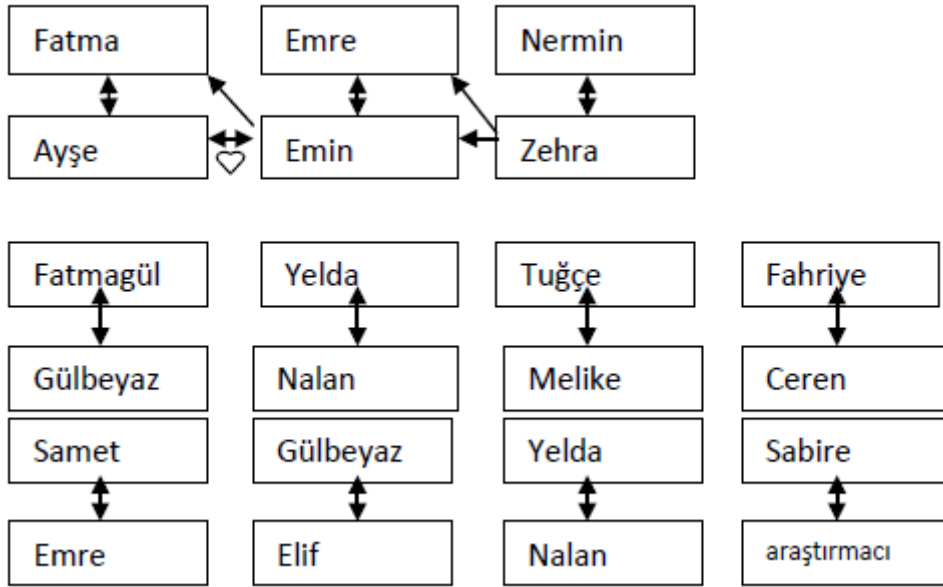 Fatma Emre Nermin
Ayşe Emin Zehra
Fatmagül Yelda Tuğçe Fahriye
Gülbeyaz Nalan Melike Ceren
Samet Gülbeyaz Yelda Sabire
Emre Elif Nalan araştırmacı